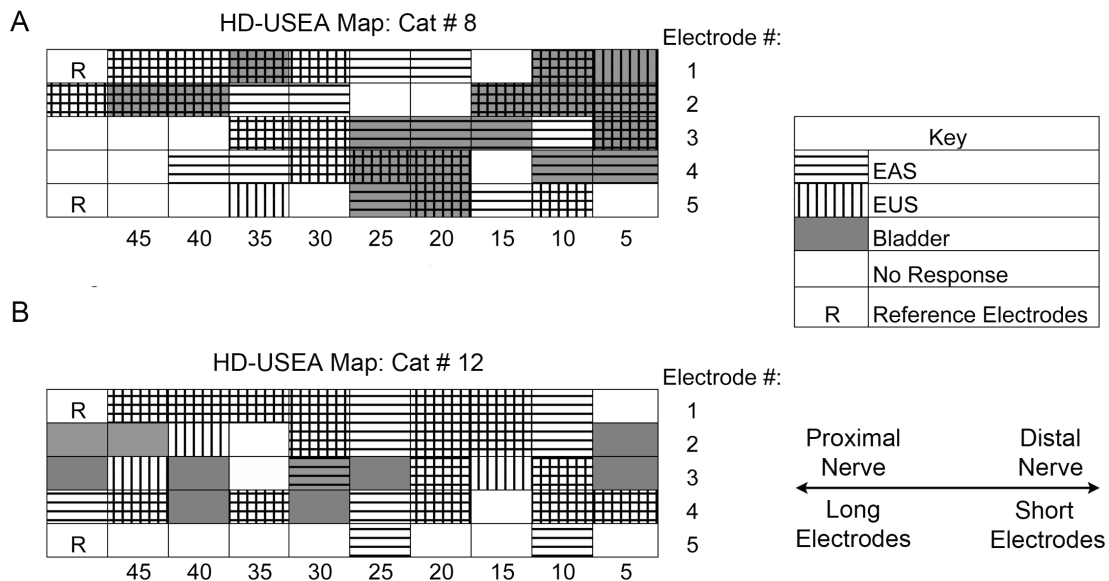 A
HD-USEA Map: Cat # 8
Electrode #:
R
1
2
3
4
R
5
45 40 35 30 25 20 15 10 5
Key
EAS
EUS
Bladder
No Response
R Reference Electrodes
B
HD-USEA Map: Cat # 12
Electrode #:
R
1
2
3
4
R
5
45 40 35 30 25 20 15 10 5
Proximal
Nerve
Distal
Nerve
Long
Electrodes
Short
Electrodes